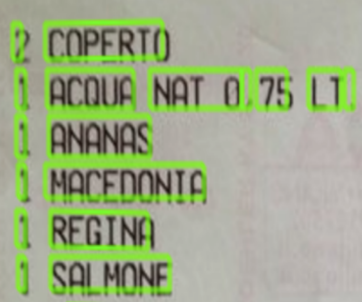 2 COPERTO
1 ACQUA NAT 0,75 LT.
1 ANANAS
1 MACEDONIA
1 REGINA
1 SALMONE